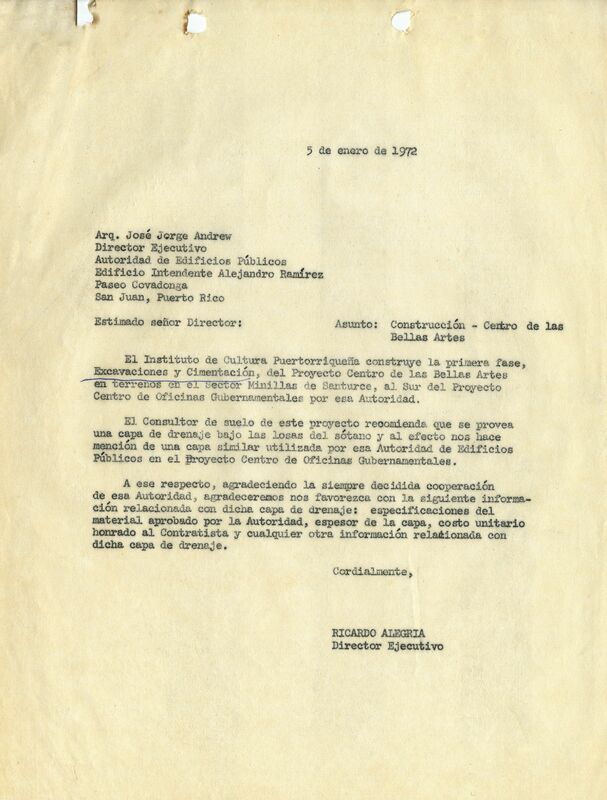 5 de enero de 1972
Arq. José Jorge Andrew
Director Ejecutivo
Autoridad de Edificios Públicos
Edificio Intendente Alejandro Ramírez
Paseo Covadonga
San Juan, Puerto Rico
Estimado señor Director: Asunto: Construcción - Centro de las
Bellas Artes
El Instituto de Cultura Puertorriqueña construye la primera fase,
Excavaciones y Cimentación, del Proyecto Centro de las Bellas Artes
en terrenos en el Sector Minillas de Santurce, al Sur del Proyecto
Centro de Oficinas Gubernamentales por esa Autoridad.
El Consultor de suelo de este proyecto recomienda que se provea
una capa de drenaje bajo las losas del sótano y al efecto nos hace
mención de una capa similar utilizada por esa Autoridad de Edificios
Públicos en el Proyecto Centro de Oficinas Gubernamentales.
A ese respecto, agradeciendo la siempre decidida cooperación
de esa Autoridad, agradeceremos nos favorezca con la siguiente informa-
ción relacionada con dicha capa de drenaje: especificaciones del
material aprobado por la Autoridad, espesor de la capa, costo unitario
honrado al Contratista y cualquier otra información relacionada con
dicha capa de drenaje.
Cordialmente,
RICARDO ALEGRIA
Director Ejecutivo